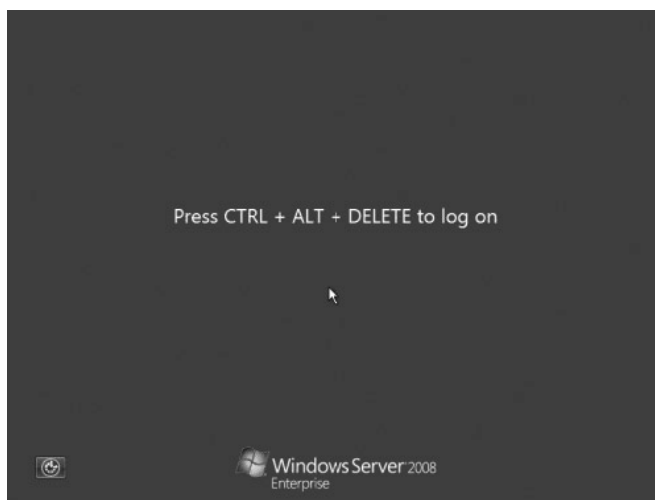 Press CTRL + ALT + DELETE to log on
Windows Server 2008
Enterprise